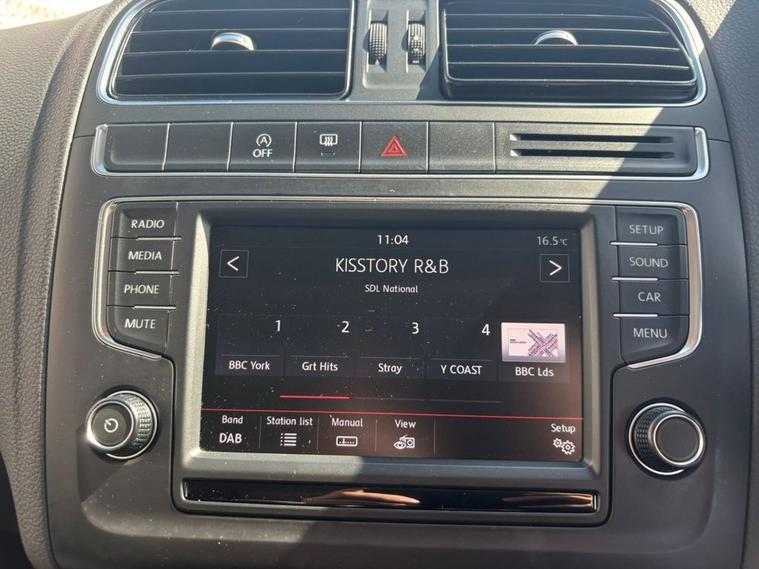 A
OFF
RADIO
MEDIA
PHONE
MUTE
11:04
16.5°C
KISSTORY R&B
SDL National
1 2 3 4
BBC York Grt Hits Stray Y COAST BBC Lds
Band Station list Manual View Setup
DAB
SETUP
SOUND
CAR
MENU